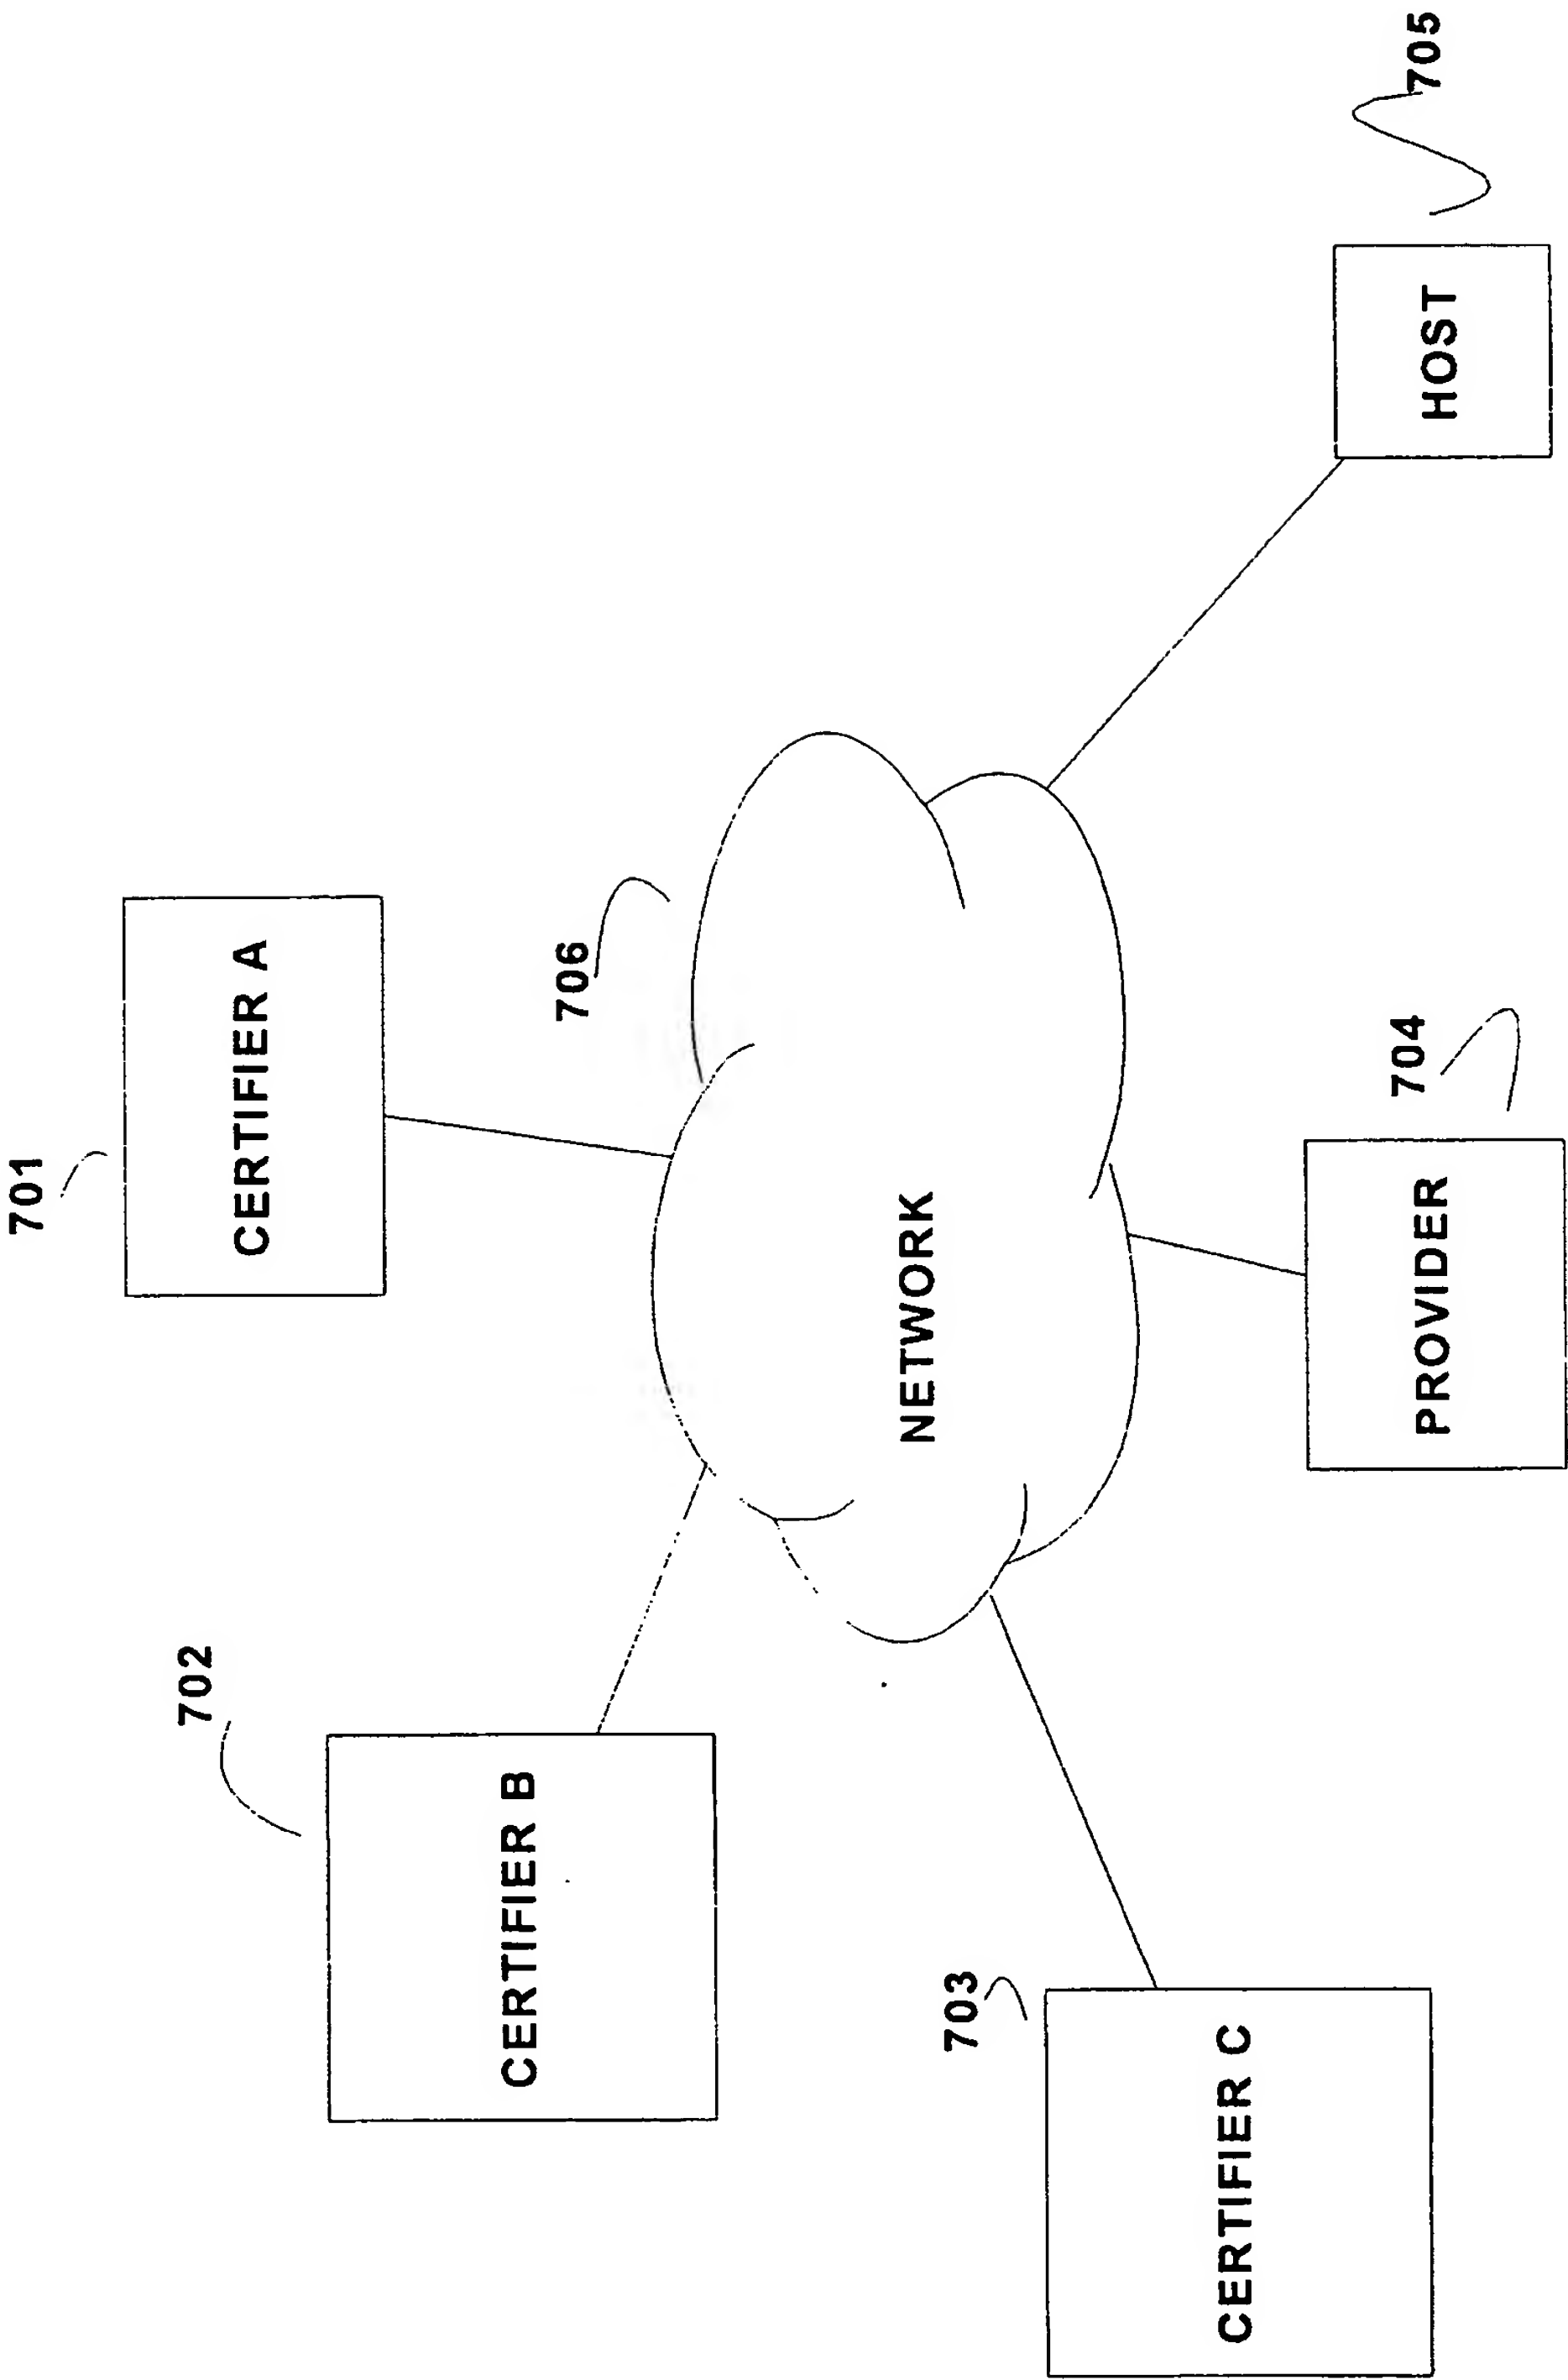 701
CERTIFIER A
702
CERTIFIER B
706
NETWORK
703
CERTIFIER C
704
PROVIDER
705
HOST